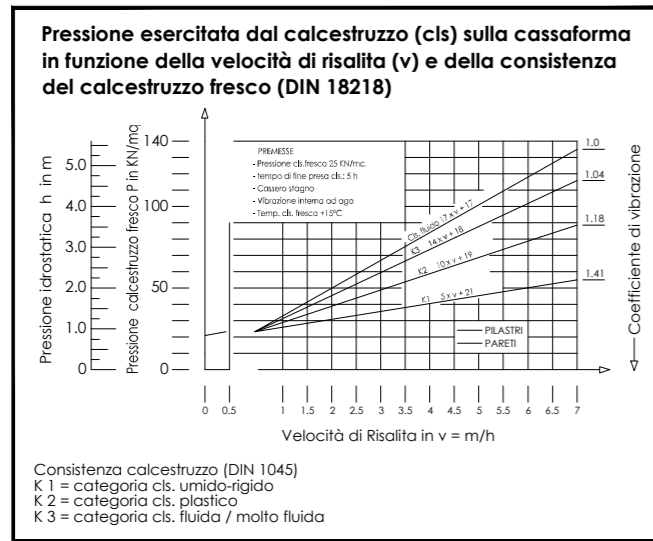 Pressione esercitata dal calcestruzzo (cls) sulla cassaforma
in funzione della velocità di risalita (v) e della consistenza
del calcestruzzo fresco (DIN 18218)
Pressione idrostatica h in m
5.0
4.0
3.0
2.0
1.0
0
Pressione calcestruzzo fresco P in KN/mq
140
100
50
0
PREMESSE
- Pressione cls.fresco 25 KN/mc.
- tempo di fine presa cls.: 5 h
- Cassero stagno
- Vibrazione interna ad ago
- Temp. cls. fresco +15°C
Cls. fluido 17 x v + 17
K3 14 x v + 18
K2 10 x v + 19
K1 5 x v + 21
1.0
1.04
1.18
1.41
Coefficiente di vibrazione
PILASTRI
PARETI
0 0.5 1 1.5 2 2.5 3 3.5 4 4.5 5 5.5 6 6.5 7
Velocità di Risalita in v = m/h
Consistenza calcestruzzo (DIN 1045)
K 1 = categoria cls. umido-rigido
K 2 = categoria cls. plastico
K 3 = categoria cls. fluida / molto fluida